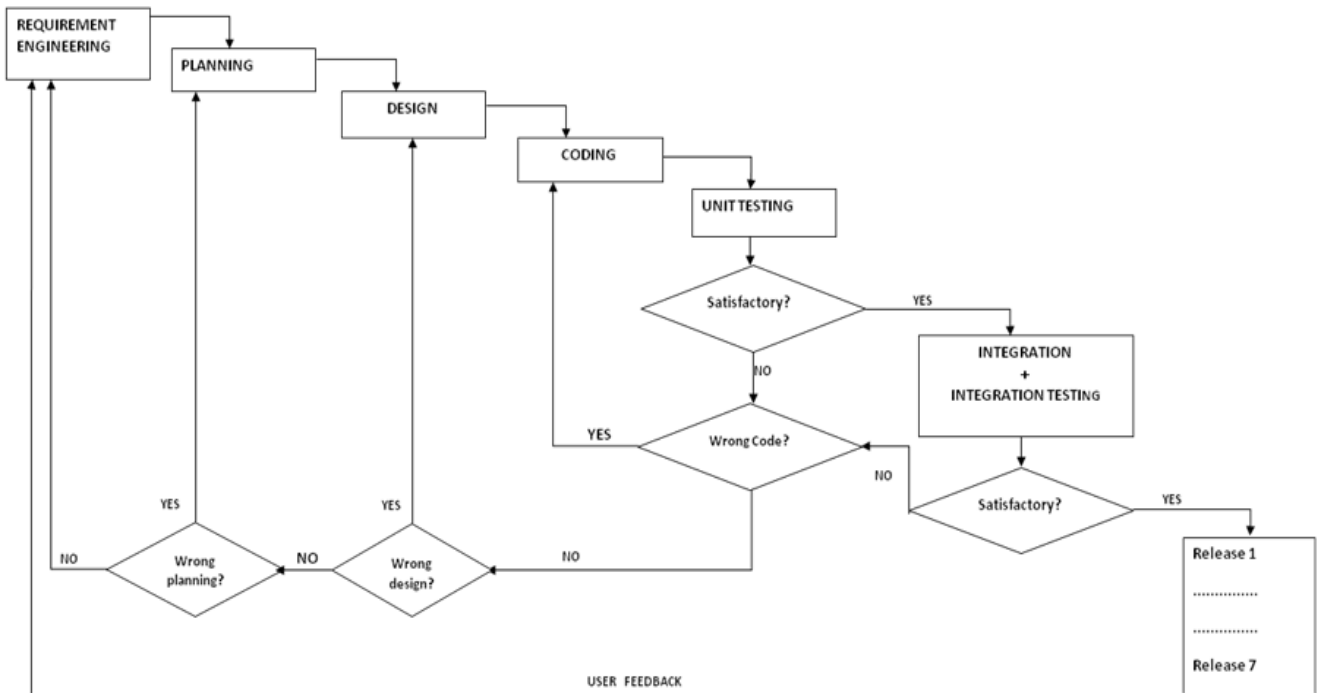 REQUIREMENT
ENGINEERING
PLANNING
DESIGN
CODING
UNIT TESTING
Satisfactory?
YES
NO
INTEGRATION
+
INTEGRATION TESTING
Wrong Code?
YES
NO
Satisfactory?
YES
YES
YES
NO
Wrong
planning?
NO
Wrong
design?
NO
Release 1
...............
...............
Release 7
USER FEEDBACK